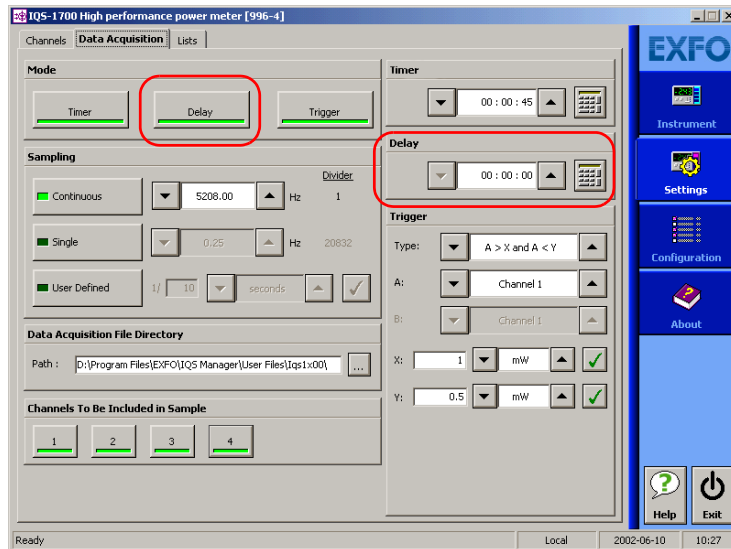 IQS-1700 High performance power meter [996-4]
Channels Data Acquisition Lists
Mode
Timer Delay Trigger
Sampling
Divider
Continuous 5208.00 Hz 1
Single 0.25 Hz 20832
User Defined 1/ 10 seconds
Data Acquisition File Directory
Path : D:\Program Files\EXFO\IQS Manager\User Files\Iqs1x00\ ...
Channels To Be Included in Sample
1 2 3 4
Timer
00 : 00 : 45
Delay
00 : 00 : 00
Trigger
Type: A > X and A < Y
A: Channel 1
B: Channel 1
X: 1 mW
Y: 0.5 mW
EXFO
Instrument
Settings
Configuration
About
Help Exit
Ready Local 2002-06-10 10:27